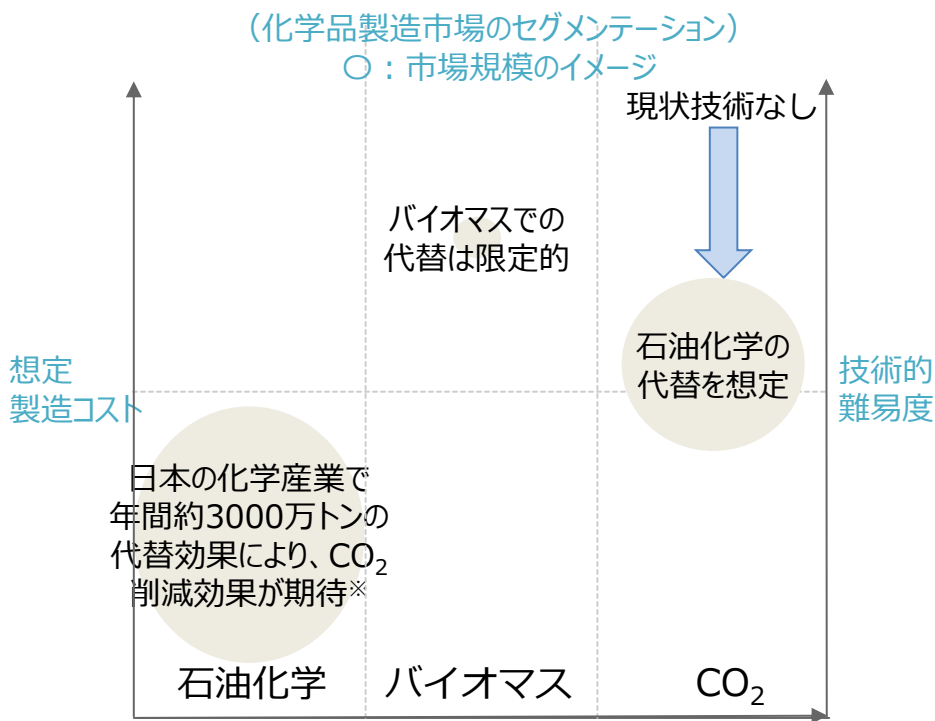 （化学品製造市場のセグメンテーション）
〇：市場規模のイメージ
現状技術なし
バイオマスでの
代替は限定的
石油化学の
代替を想定
想定
製造コスト
技術的
難易度
日本の化学産業で
年間約3000万トンの
代替効果により、CO₂
削減効果が期待※
石油化学
バイオマス
CO₂